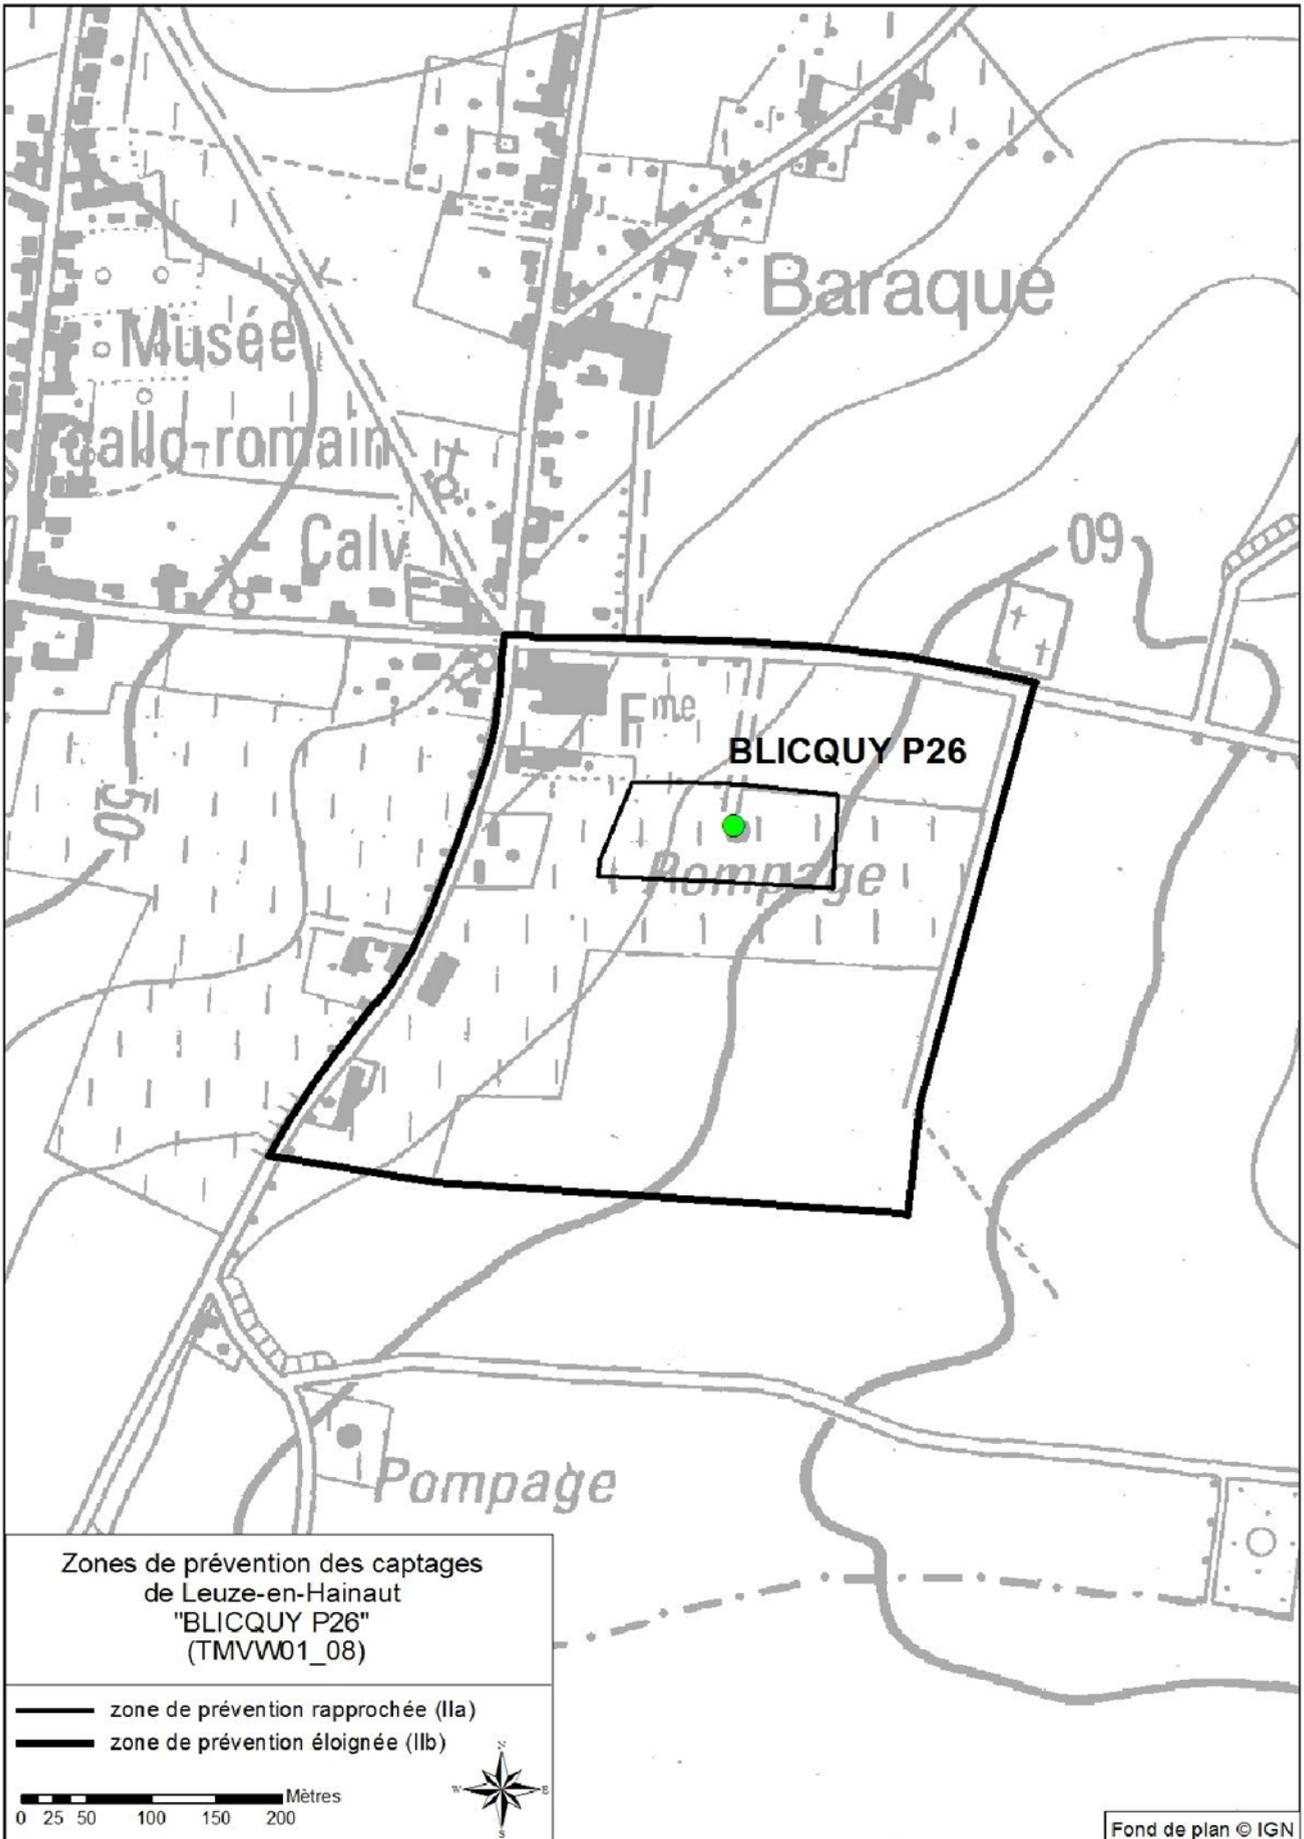 Baraque
Musée
Gallo-romain
Calv
60
Fme
BLICQUY P26
50
Pompage
Pompage
Zones de prévention des captages
de Leuze-en-Hainaut
"BLICQUY P26"
(TMVW01_08)
zone de prévention rapprochée (IIa)
zone de prévention éloignée (IIb)
N
W E
S
Mètres
0 25 50 100 150 200
Fond de plan © IGN